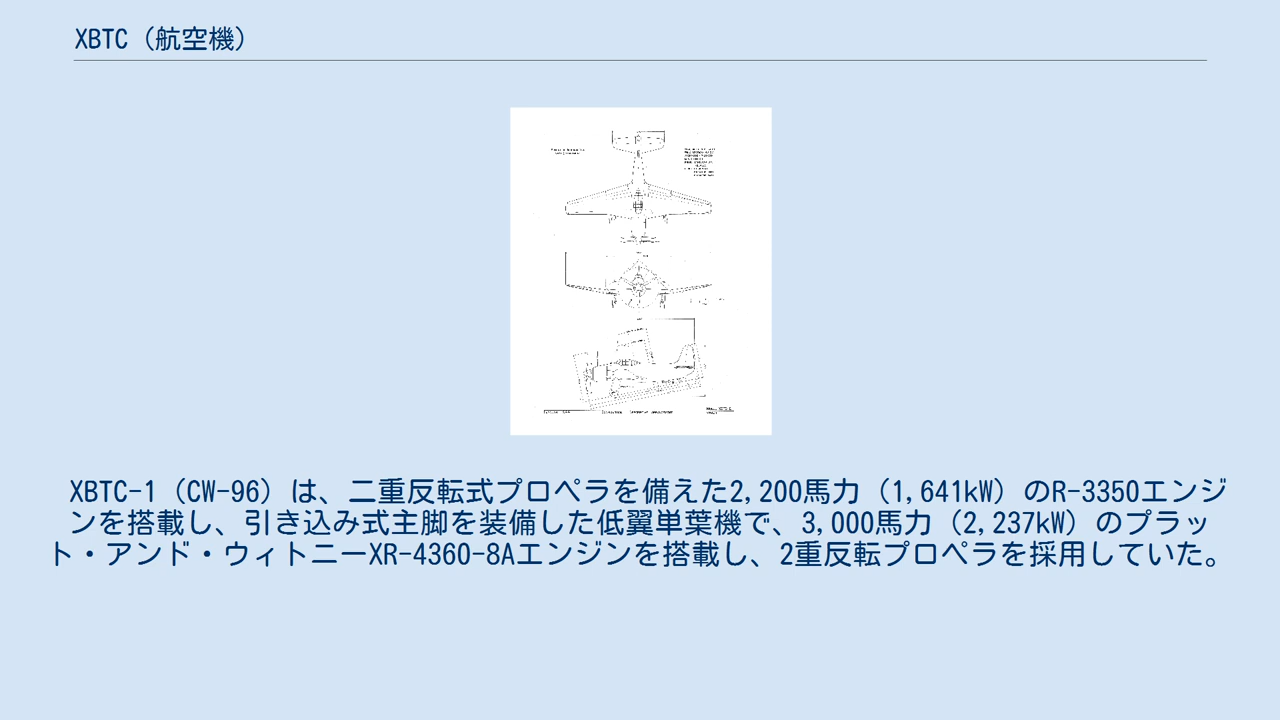 XBTC（航空機）
XBTC-1（CW-96）は、二重反転式プロペラを備えた2,200馬力（1,641kW）のR-3350エンジ
ンを搭載し、引き込み式主脚を装備した低翼単葉機で、3,000馬力（2,237kW）のプラッ
ト・アンド・ウィトニーXR-4360-8Aエンジンを搭載し、2重反転プロペラを採用していた。